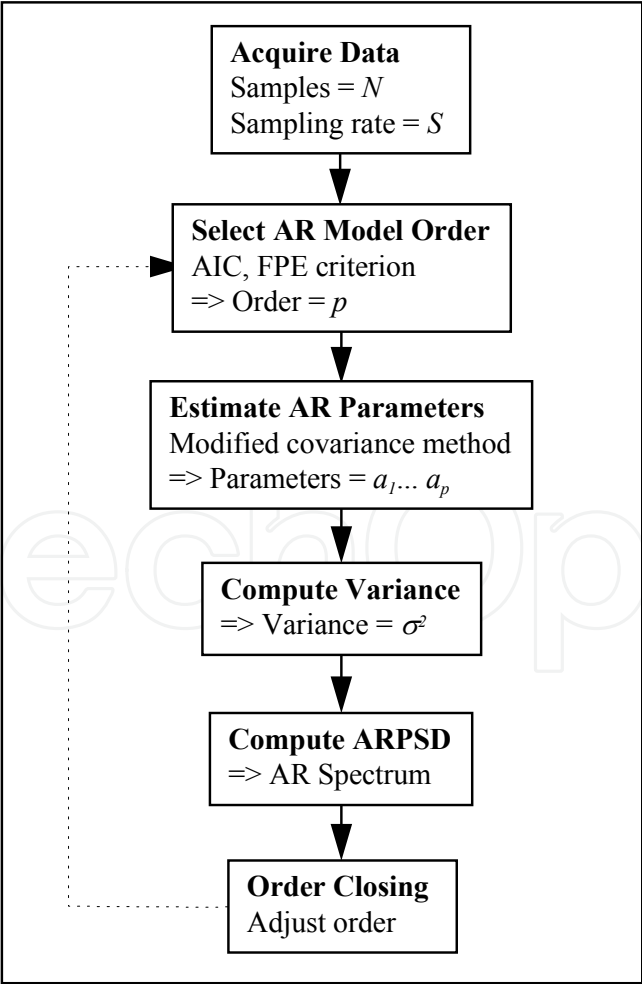 Acquire Data
Samples = N
Sampling rate = S
Select AR Model Order
AIC, FPE criterion
=> Order = p
Estimate AR Parameters
Modified covariance method
=> Parameters = a₁... aₚ
Compute Variance
=> Variance = σ²
Compute ARPSD
=> AR Spectrum
Order Closing
Adjust order
echOp